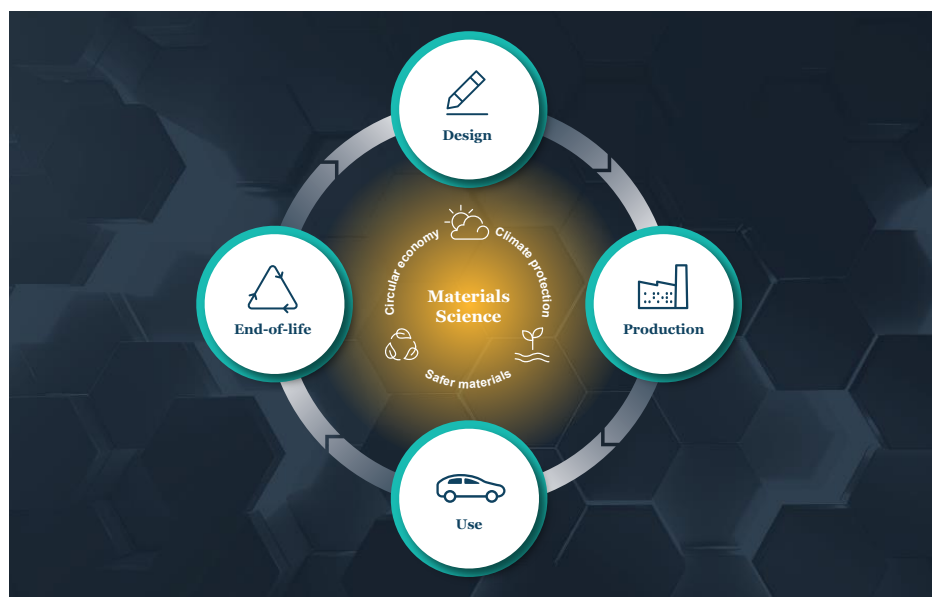 Design
Circular economy
Climate protection
Materials
Science
End-of-life
Production
Safer materials
Use